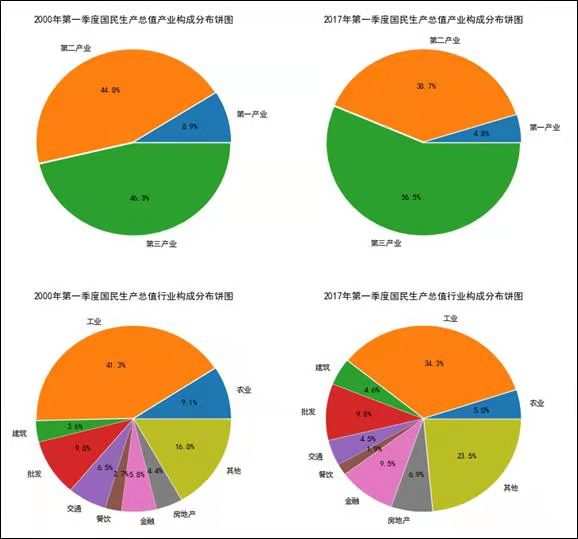 2000年第一季度国民生产总值产业构成分布饼图
第二产业
44.8%
第一产业
8.9%
46.3%
第三产业
2017年第一季度国民生产总值产业构成分布饼图
第二产业
38.7%
第一产业
4.8%
56.5%
第三产业
2000年第一季度国民生产总值行业构成分布饼图
工业
41.3%
农业
9.1%
建筑
3.6%
批发
9.8%
交通
6.5%
餐饮
2.7%
金融
5.8%
房地产
4.4%
其他
16.8%
2017年第一季度国民生产总值行业构成分布饼图
工业
34.3%
农业
5.0%
建筑
4.6%
批发
9.8%
交通
4.5%
餐饮
1.9%
金融
9.5%
房地产
6.9%
其他
23.5%